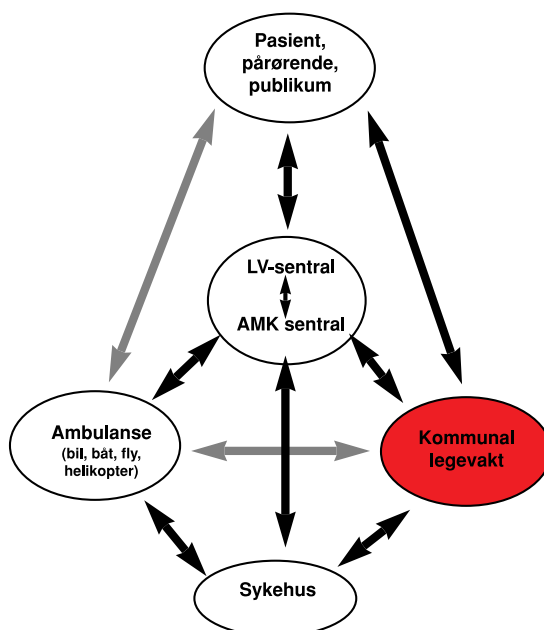 Pasient,
pårørende,
publikum
LV-sentral
AMK sentral
Ambulanse
(bil, båt, fly,
helikopter)
Kommunal
legevakt
Sykehus